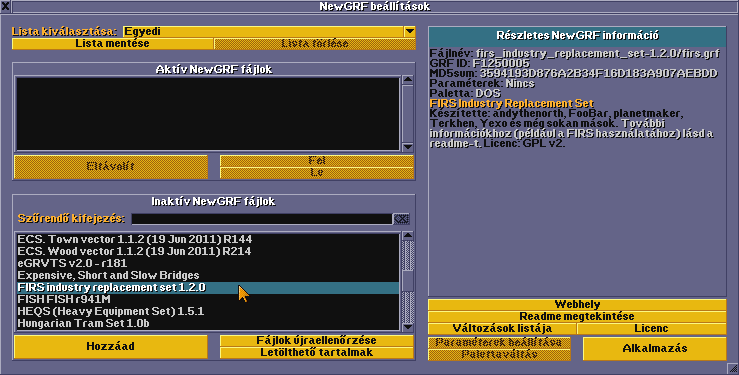 NewGRF beállítások
Lista kiválasztása: Egyedi
Lista mentése
Lista törlése
Aktív NewGRF fájlok
Eltávolít
Fel
Le
Inaktív NewGRF fájlok
Szűrendő kifejezés:
ECS. Town vector 1.1.2 (19 Jun 2011) R144
ECS. Wood vector 1.1.2 (19 Jun 2011) R214
eGRVTS v2.0 - r181
Expensive, Short and Slow Bridges
FIRS industry replacement set 1.2.0
FISH FISH r941M
HEQS (Heavy Equipment Set) 1.5.1
Hungarian Tram Set 1.0b
Hozzáad
Fájlok újraellenőrzése
Letölthető tartalmak
Részletes NewGRF információ
Fájlnév: firs_industry_replacement_set-1.2.0/firs.grf
GRF ID: F1250005
MD5sum: 3594193D876A2B34F16D183A907AEBDD
Paraméterek: Nincs
Paletta: DOS
FIRS Industry Replacement Set
Készítette: andythenorth, FooBar, planetmaker,
Terkhen, Yexo és még sokan mások. További
információkhoz (például a FIRS használatához) lásd a
readme-t. Licenc: GPL v2.
Webhely
Readme megtekintése
Változások listája
Licenc
Paraméterek beállítása
Palettaváltás
Alkalmazás